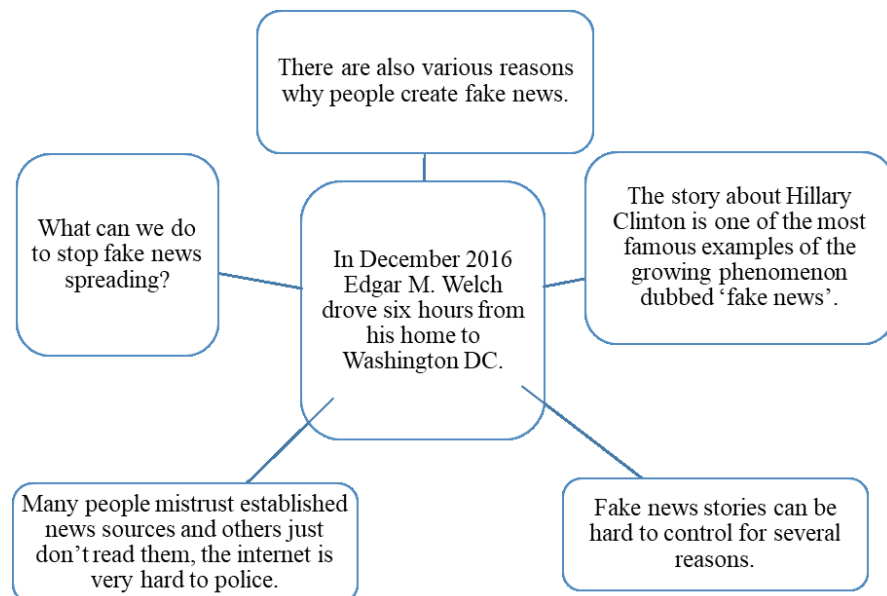 There are also various reasons
why people create fake news.
What can we do
to stop fake news
spreading?
The story about Hillary
Clinton is one of the most
famous examples of the
growing phenomenon
dubbed ‘fake news’.
In December 2016
Edgar M. Welch
drove six hours from
his home to
Washington DC.
Many people mistrust established
news sources and others just
don’t read them, the internet is
very hard to police.
Fake news stories can be
hard to control for several
reasons.